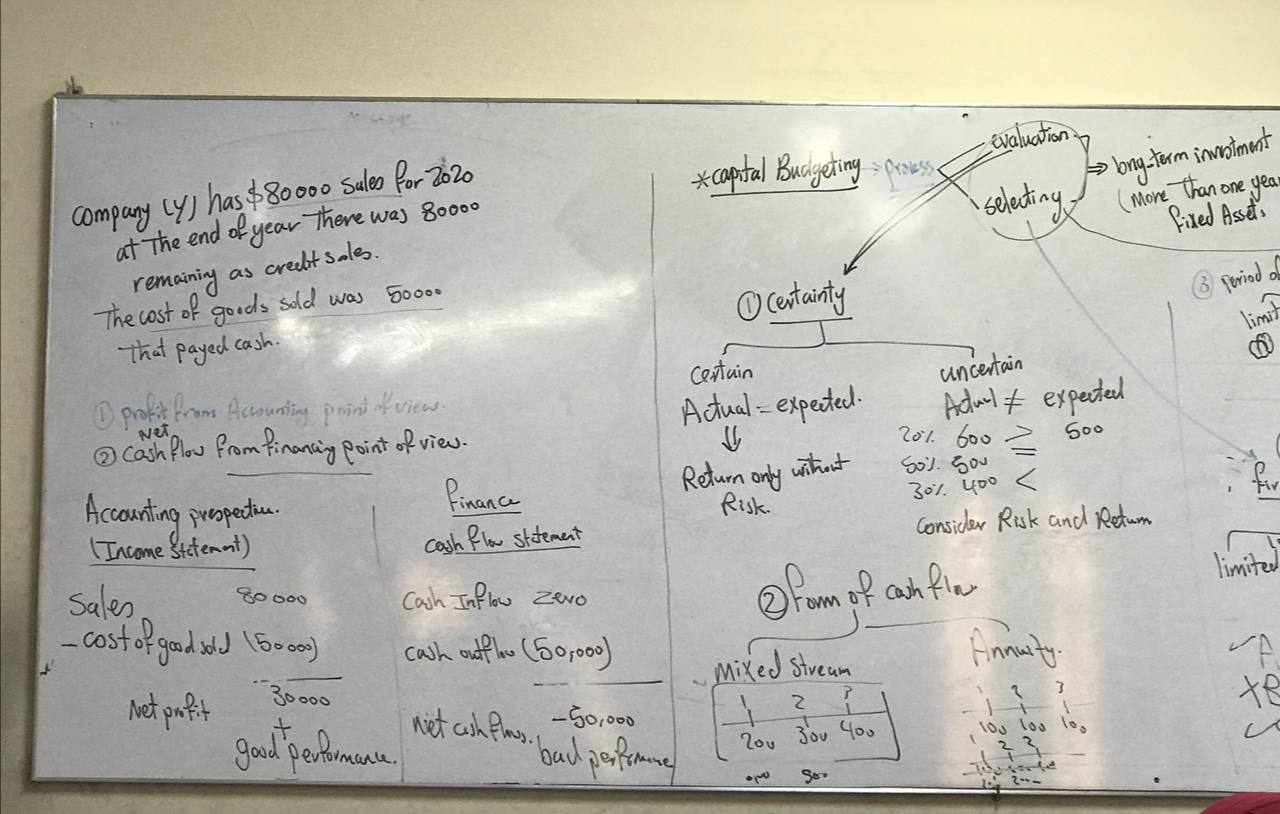 Company (Y) has $80000 sales for 2020
at The end of year There was 80000
remaining as credit sales.
The cost of goods sold was 50000
That payed cash.
① profit from Accounting point of view.
Net
② cash flow from financing point of view.
Accounting prespective.
(Income Statement)
Sales 80000
- cost of good sold (50000)
Net profit 30000
+
good performance.
Finance
cash flow statement
Cash Inflow Zero
cash outflow (50,000)
net cash flows. -50,000
bad performance
*capital Budgeting ⇒ process
evaluation
selecting
⇒ long-term investment
(More Than one year
fixed Assets
① Certainty
Certain
Actual = expected.
⇓
Return only without
Risk.
uncertain
Actual ≠ expected
20% 600 > 500
50% 500 =
30% 400 <
Consider Risk and Return
② Form of cash flow
Mixed Stream
1 2 3
200 300 400
Annuity.
1 2 3
100 100 100
1 2 3
③ period of
limit
limited